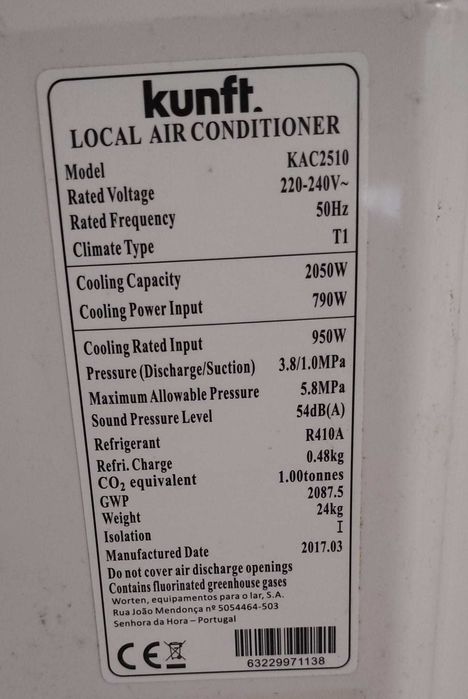 kunft.
LOCAL AIR CONDITIONER
Model KAC2510
Rated Voltage 220-240V~
Rated Frequency 50Hz
Climate Type T1
Cooling Capacity 2050W
Cooling Power Input 790W
Cooling Rated Input 950W
Pressure (Discharge/Suction) 3.8/1.0MPa
Maximum Allowable Pressure 5.8MPa
Sound Pressure Level 54dB(A)
Refrigerant R410A
Refri. Charge 0.48kg
CO₂ equivalent 1.00tonnes
GWP 2087.5
Weight 24kg
Isolation I
Manufactured Date 2017.03
Do not cover air discharge openings
Contains fluorinated greenhouse gases
Worten, equipamentos para o lar, S.A.
Rua João Mendonça nº 5054464-503
Senhora da Hora – Portugal
CE
63229971138